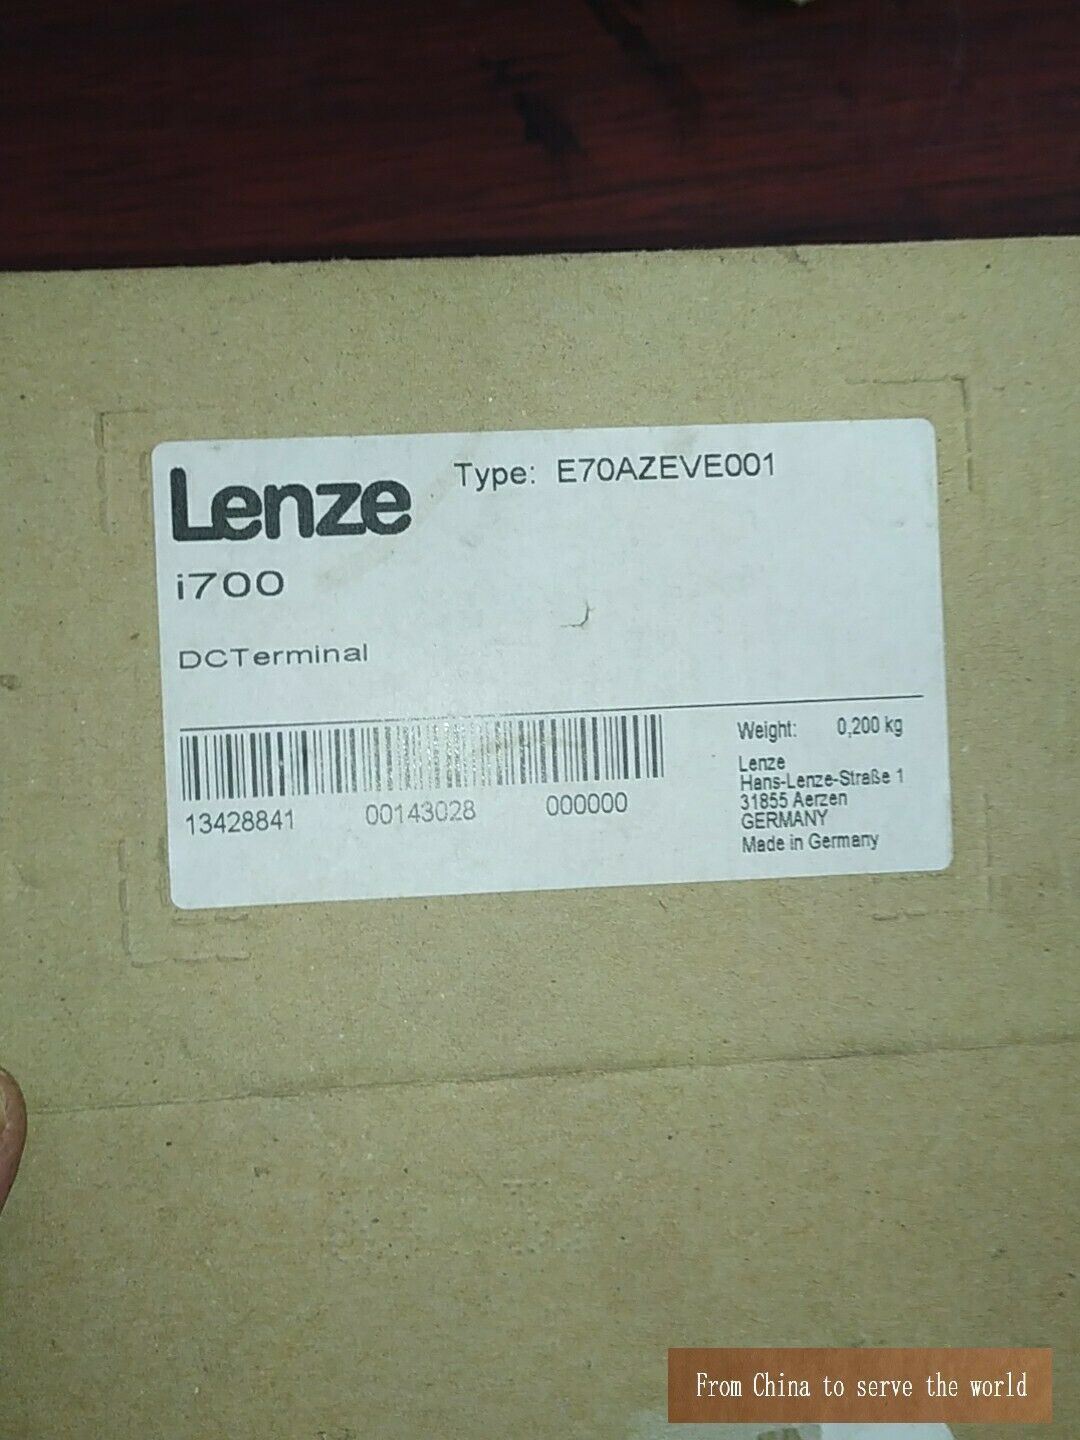 Lenze
Type: E70AZEVE001
i700
DCTerminal
Weight: 0,200 kg
Lenze
Hans-Lenze-Straße 1
31855 Aerzen
GERMANY
Made in Germany
13428841 00143028 000000
From China to serve the world